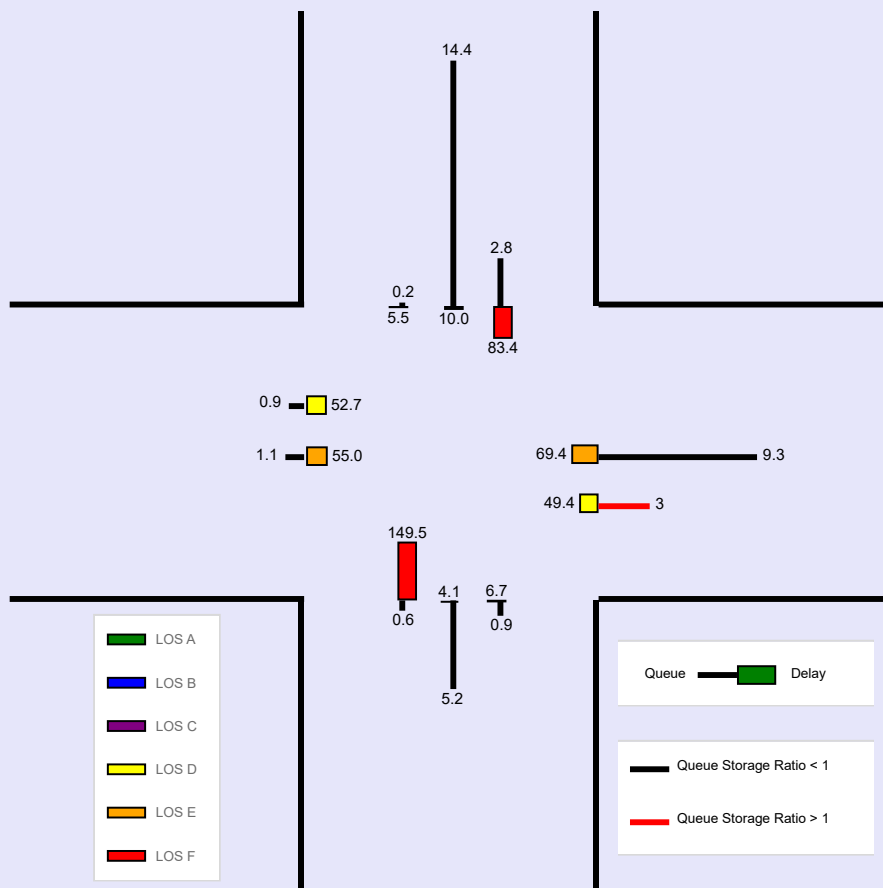 14.4
2.8
0.2
5.5
10.0
83.4
0.9
52.7
1.1
55.0
69.4
9.3
49.4
3
149.5
4.1
6.7
0.6
0.9
5.2
LOS A
LOS B
LOS C
LOS D
LOS E
LOS F
Queue
Delay
Queue Storage Ratio < 1
Queue Storage Ratio > 1